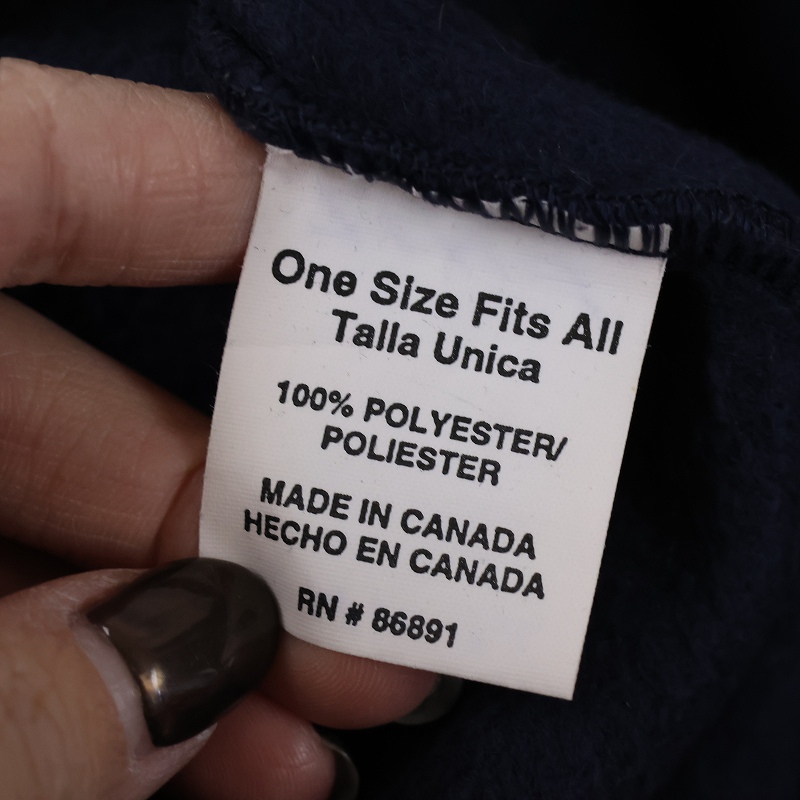 One Size Fits All
Talla Unica
100% POLYESTER/
POLIESTER
MADE IN CANADA
HECHO EN CANADA
RN # 86891